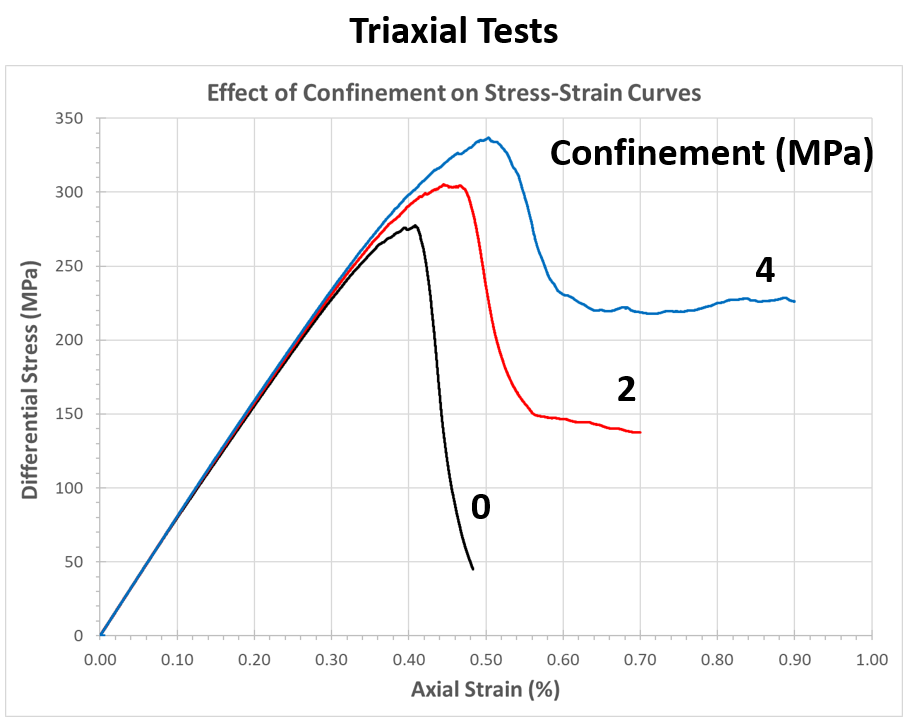 Triaxial Tests
Effect of Confinement on Stress-Strain Curves
Confinement (MPa)
350
300
250
200
150
100
50
0
Differential Stress (MPa)
4
2
0
0.00 0.10 0.20 0.30 0.40 0.50 0.60 0.70 0.80 0.90 1.00
Axial Strain (%)